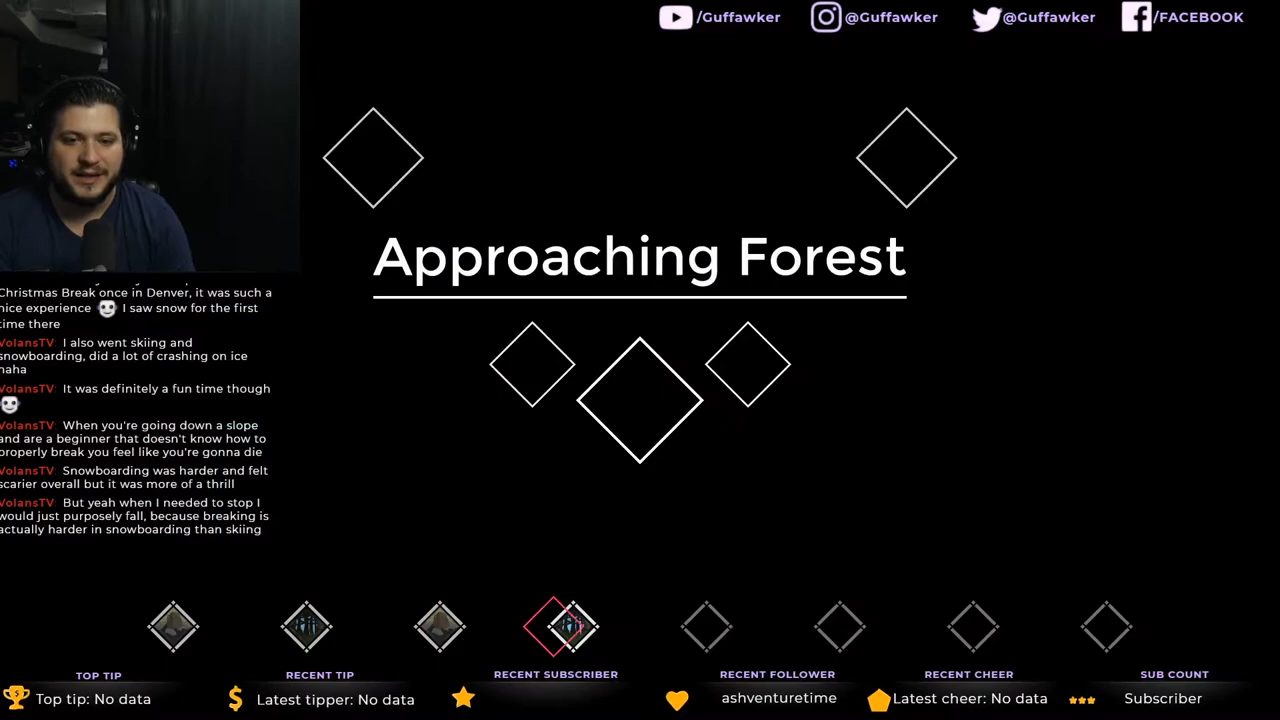 /Guffawker
@Guffawker
@Guffawker
/FACEBOOK
Approaching Forest
Christmas Break once in Denver, it was such a
nice experience I saw snow for the first
time there
VolansTV I also went skiing and
snowboarding, did a lot of crashing on ice
haha
VolansTV It was definitely a fun time though
VolansTV When you're going down a slope
and are a beginner that doesn't know how to
properly break you feel like you're gonna die
VolansTV Snowboarding was harder and felt
scarier overall but it was more of a thrill
VolansTV But yeah when I needed to stop I
would just purposely fall, because breaking is
actually harder in snowboarding than skiing
TOP TIP
Top tip: No data
RECENT TIP
Latest tipper: No data
RECENT SUBSCRIBER
RECENT FOLLOWER
ashventuretime
RECENT CHEER
Latest cheer: No data
SUB COUNT
Subscriber